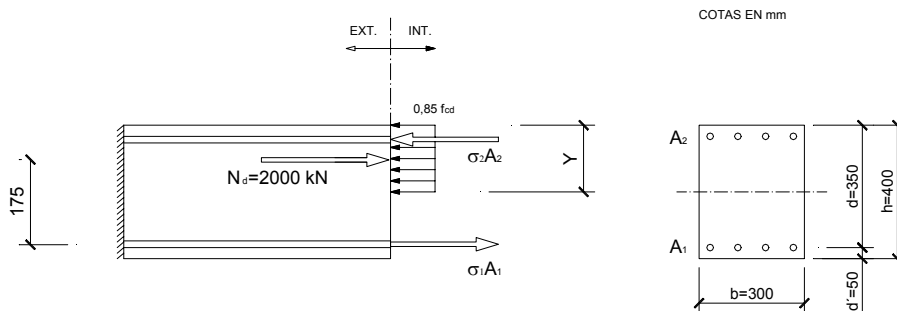 COTAS EN mm
EXT. INT.
0,85 fcd
A2
σ2A2
Y
Nd=2000 kN
175
d=350
h=400
σ1A1
A1
b=300
d´=50